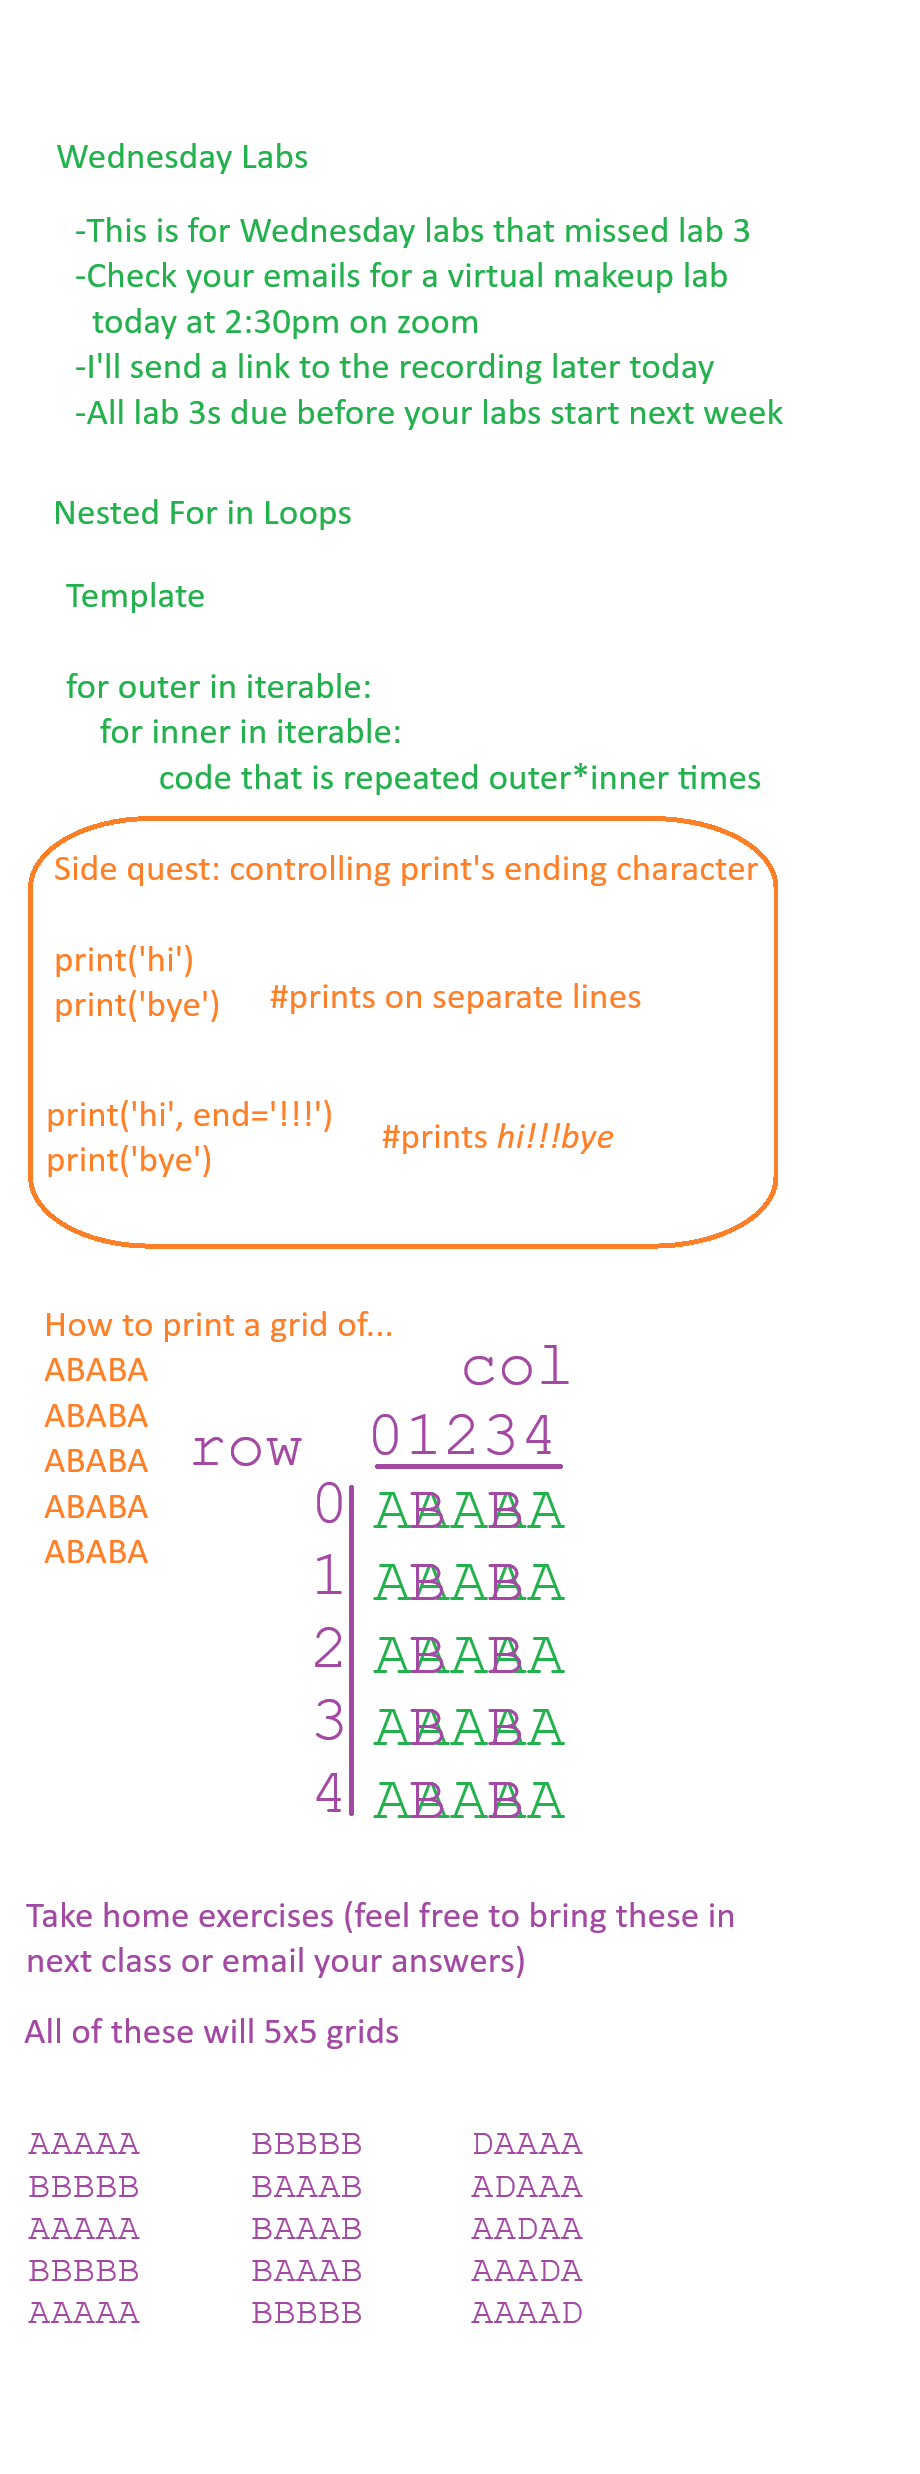 Wednesday Labs
-This is for Wednesday labs that missed lab 3
-Check your emails for a virtual makeup lab
today at 2:30pm on zoom
-I'll send a link to the recording later today
-All lab 3s due before your labs start next week
Nested For in Loops
Template
for outer in iterable:
for inner in iterable:
code that is repeated outer*inner times
Side quest: controlling print's ending character
print('hi')
print('bye') #prints on separate lines
print('hi', end='!!!')
print('bye') #prints hi!!!bye
How to print a grid of...
ABABA
ABABA
ABABA
ABABA
ABABA
col
row 01234
0 ABABA
1 ABABA
2 ABABA
3 ABABA
4 ABABA
Take home exercises (feel free to bring these in
next class or email your answers)
All of these will 5x5 grids
AAAAA BBBBB DAAAA
BBBBB BAAAB ADAAA
AAAAA BAAAB AADAA
BBBBB BAAAB AAADA
AAAAA BBBBB AAAAD